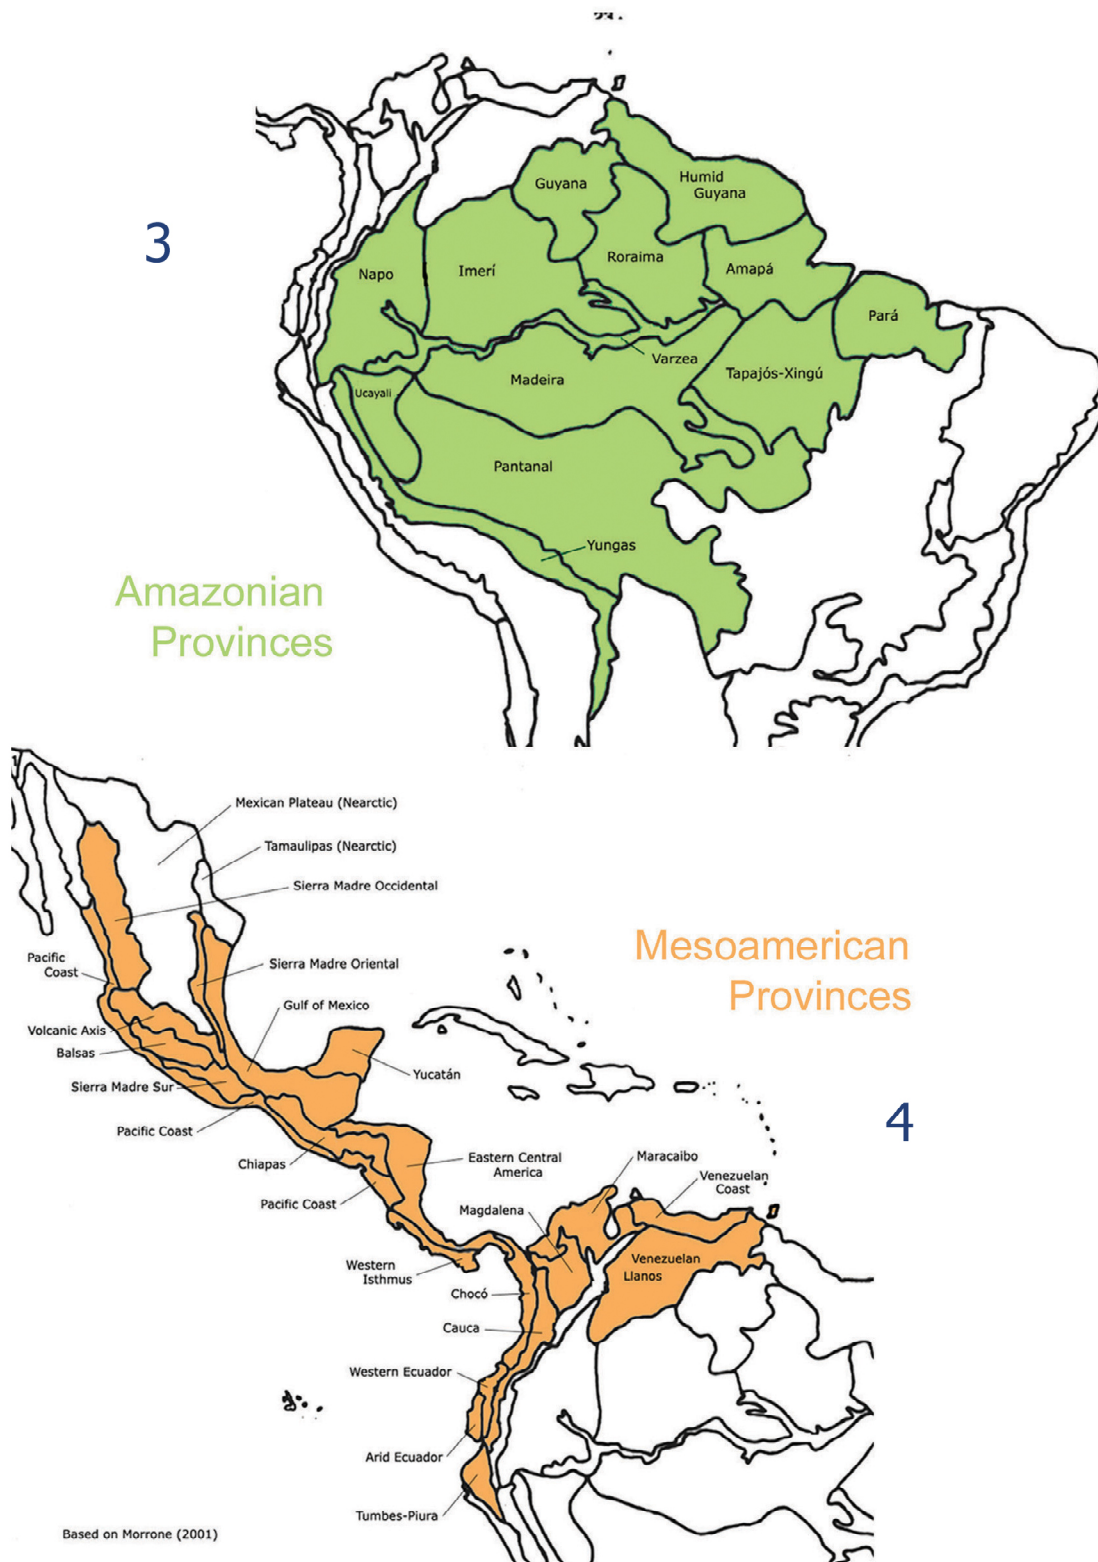 Guyana
Humid
Guyana
3
Napo
Imerí
Roraima
Amapá
Pará
Varzea
Ucayali
Madeira
Tapajós-Xingú
Pantanal
Yungas
Amazonian
Provinces
Mexican Plateau (Nearctic)
Tamaulipas (Nearctic)
Sierra Madre Occidental
Mesoamerican
Provinces
Pacific
Coast
Sierra Madre Oriental
Gulf of Mexico
Volcanic Axis
Balsas
Yucatán
Sierra Madre Sur
4
Pacific Coast
Chiapas
Eastern Central
America
Maracaibo
Venezuelan
Coast
Pacific Coast
Magdalena
Western
Isthmus
Venezuelan
Llanos
Chocó
Cauca
Western Ecuador
Arid Ecuador
Tumbes-Piura
Based on Morrone (2001)